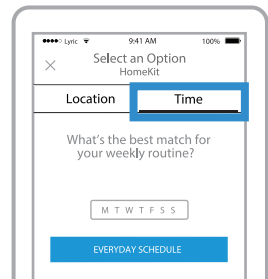 Lyric 9:41 AM 100%
Select an Option
HomeKit
Location Time
What's the best match for
your weekly routine?
M T W T F S S
EVERYDAY SCHEDULE